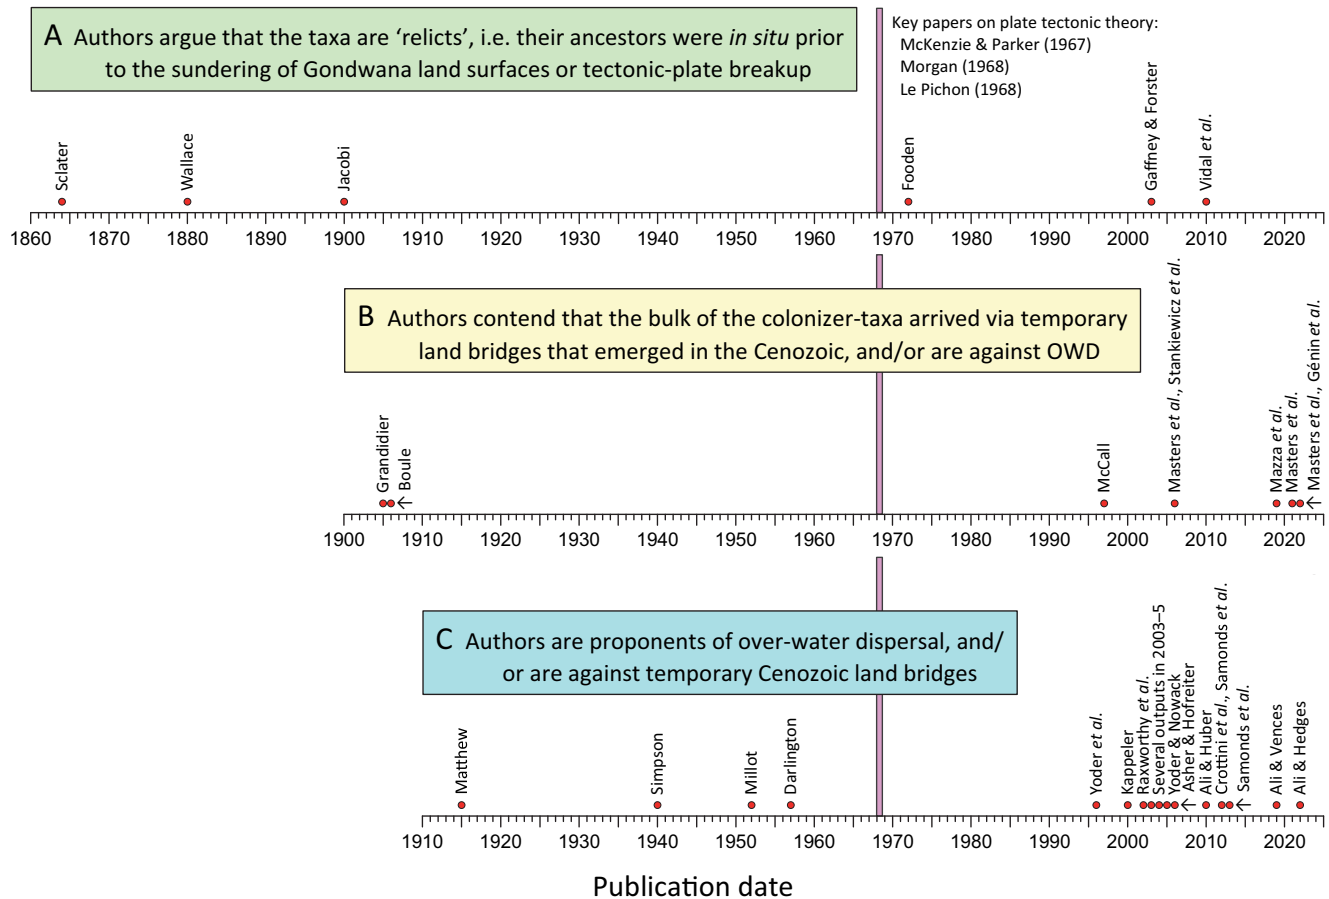 A Authors argue that the taxa are ‘relicts’, i.e. their ancestors were in situ prior
to the sundering of Gondwana land surfaces or tectonic-plate breakup
Key papers on plate tectonic theory:
McKenzie & Parker (1967)
Morgan (1968)
Le Pichon (1968)
Sclater
Wallace
Jacobi
Fooden
Gaffney & Forster
Vidal et al.
1860 1870 1880 1890 1900 1910 1920 1930 1940 1950 1960 1970 1980 1990 2000 2010 2020
B Authors contend that the bulk of the colonizer-taxa arrived via temporary
land bridges that emerged in the Cenozoic, and/or are against OWD
Grandidier
Boule
McCall
Masters et al., Stankiewicz et al.
Mazza et al.
Masters et al.
Masters et al., Génin et al.
1900 1910 1920 1930 1940 1950 1960 1970 1980 1990 2000 2010 2020
C Authors are proponents of over-water dispersal, and/
or are against temporary Cenozoic land bridges
Matthew
Simpson
Millot
Darlington
Yoder et al.
Kappeler
Raxworthy et al.
Several outputs in 2003–5
Yoder & Nowack
Asher & Hofreiter
Ali & Huber
Crottini et al., Samonds et al.
Samonds et al.
Ali & Vences
Ali & Hedges
1910 1920 1930 1940 1950 1960 1970 1980 1990 2000 2010 2020
Publication date